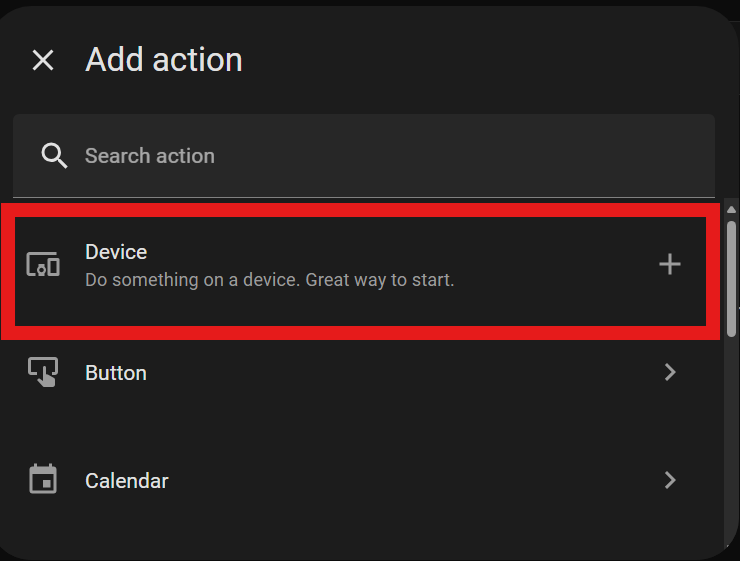 Add action
Search action
Device
Do something on a device. Great way to start.
Button
Calendar